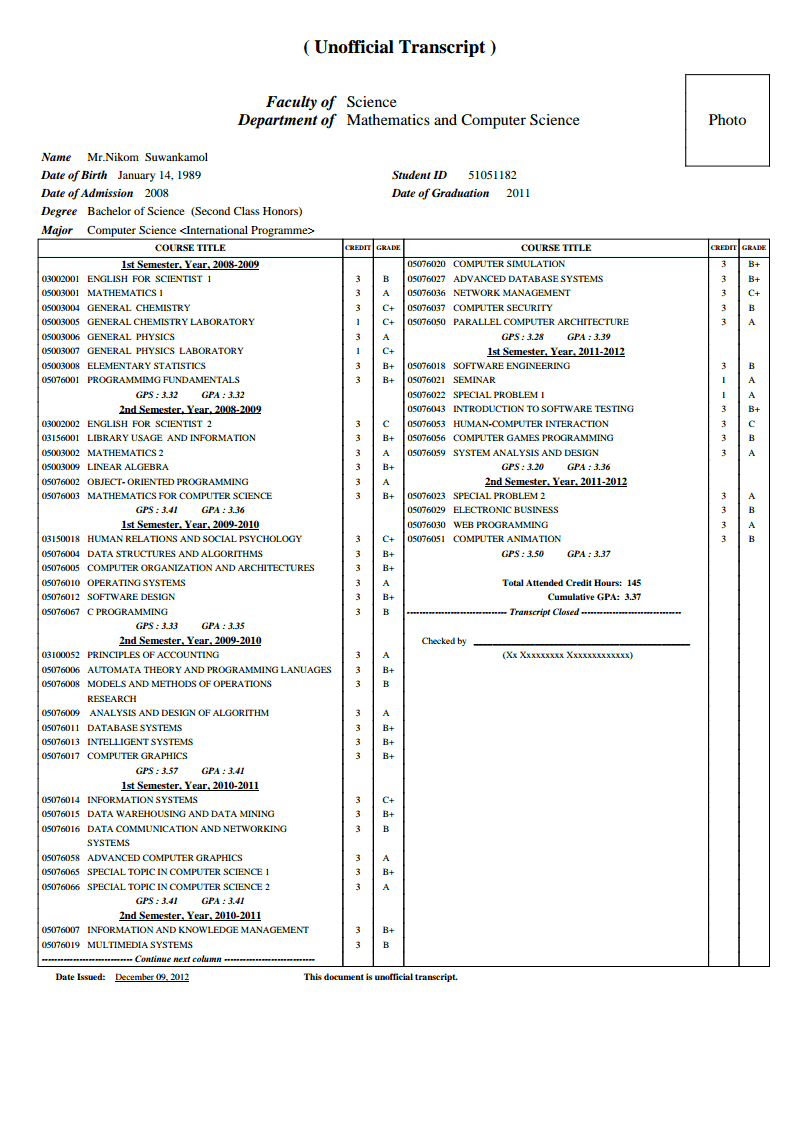 ( Unofficial Transcript )
Photo
Faculty of Science
Department of Mathematics and Computer Science
Name Mr.Nikom Suwankamol
Date of Birth January 14, 1989 Student ID 51051182
Date of Admission 2008 Date of Graduation 2011
Degree Bachelor of Science (Second Class Honors)
Major Computer Science <International Programme>
COURSE TITLE CREDIT GRADE
1st Semester, Year, 2008-2009
03002001 ENGLISH FOR SCIENTIST 1 3 B
05003001 MATHEMATICS 1 3 A
05003004 GENERAL CHEMISTRY 3 C+
05003005 GENERAL CHEMISTRY LABORATORY 1 C+
05003006 GENERAL PHYSICS 3 A
05003007 GENERAL PHYSICS LABORATORY 1 C+
05003008 ELEMENTARY STATISTICS 3 B+
05076001 PROGRAMMIMG FUNDAMENTALS 3 B+
GPS : 3.32 GPA : 3.32
2nd Semester, Year, 2008-2009
03002002 ENGLISH FOR SCIENTIST 2 3 C
03156001 LIBRARY USAGE AND INFORMATION 3 B+
05003002 MATHEMATICS 2 3 A
05003009 LINEAR ALGEBRA 3 B+
05076002 OBJECT- ORIENTED PROGRAMMING 3 A
05076003 MATHEMATICS FOR COMPUTER SCIENCE 3 B+
GPS : 3.41 GPA : 3.36
1st Semester, Year, 2009-2010
03150018 HUMAN RELATIONS AND SOCIAL PSYCHOLOGY 3 C+
05076004 DATA STRUCTURES AND ALGORITHMS 3 B+
05076005 COMPUTER ORGANIZATION AND ARCHITECTURES 3 B+
05076010 OPERATING SYSTEMS 3 A
05076012 SOFTWARE DESIGN 3 B+
05076067 C PROGRAMMING 3 B
GPS : 3.33 GPA : 3.35
2nd Semester, Year, 2009-2010
03100052 PRINCIPLES OF ACCOUNTING 3 A
05076006 AUTOMATA THEORY AND PROGRAMMING LANUAGES 3 B+
05076008 MODELS AND METHODS OF OPERATIONS 3 B
RESEARCH
05076009 ANALYSIS AND DESIGN OF ALGORITHM 3 A
05076011 DATABASE SYSTEMS 3 B+
05076013 INTELLIGENT SYSTEMS 3 B+
05076017 COMPUTER GRAPHICS 3 B+
GPS : 3.57 GPA : 3.41
1st Semester, Year, 2010-2011
05076014 INFORMATION SYSTEMS 3 C+
05076015 DATA WAREHOUSING AND DATA MINING 3 B+
05076016 DATA COMMUNICATION AND NETWORKING 3 B
SYSTEMS
05076058 ADVANCED COMPUTER GRAPHICS 3 A
05076065 SPECIAL TOPIC IN COMPUTER SCIENCE 1 3 B+
05076066 SPECIAL TOPIC IN COMPUTER SCIENCE 2 3 A
GPS : 3.41 GPA : 3.41
2nd Semester, Year, 2010-2011
05076007 INFORMATION AND KNOWLEDGE MANAGEMENT 3 B+
05076019 MULTIMEDIA SYSTEMS 3 B
----------------------------- Continue next column -----------------------------
COURSE TITLE CREDIT GRADE
05076020 COMPUTER SIMULATION 3 B+
05076027 ADVANCED DATABASE SYSTEMS 3 B+
05076036 NETWORK MANAGEMENT 3 C+
05076037 COMPUTER SECURITY 3 B
05076050 PARALLEL COMPUTER ARCHITECTURE 3 A
GPS : 3.28 GPA : 3.39
1st Semester, Year, 2011-2012
05076018 SOFTWARE ENGINEERING 3 B
05076021 SEMINAR 1 A
05076022 SPECIAL PROBLEM 1 1 A
05076043 INTRODUCTION TO SOFTWARE TESTING 3 B+
05076053 HUMAN-COMPUTER INTERACTION 3 C
05076056 COMPUTER GAMES PROGRAMMING 3 B
05076059 SYSTEM ANALYSIS AND DESIGN 3 A
GPS : 3.20 GPA : 3.36
2nd Semester, Year, 2011-2012
05076023 SPECIAL PROBLEM 2 3 A
05076029 ELECTRONIC BUSINESS 3 B
05076030 WEB PROGRAMMING 3 A
05076051 COMPUTER ANIMATION 3 B
GPS : 3.50 GPA : 3.37
Total Attended Credit Hours: 145
Cumulative GPA: 3.37
-------------------------------- Transcript Closed --------------------------------
Checked by ____________________
(Xx Xxxxxxxxx Xxxxxxxxxxxxx)
Date Issued: December 09, 2012 This document is unofficial transcript.